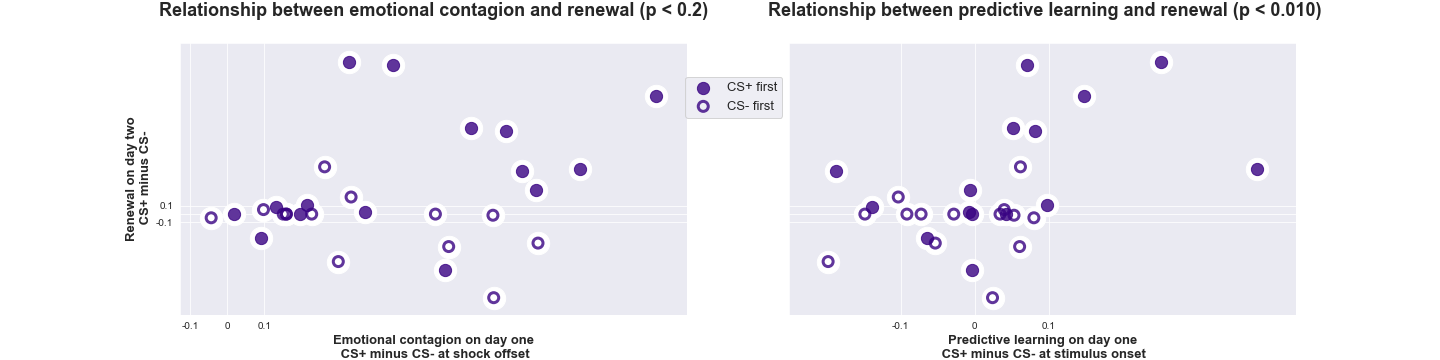 Relationship between emotional contagion and renewal (p < 0.2)
Renewal on day two
CS+ minus CS-
0.1
-0.1
-0.1 0 0.1
Emotional contagion on day one
CS+ minus CS- at shock offset
CS+ first
CS- first
Relationship between predictive learning and renewal (p < 0.010)
-0.1 0 0.1
Predictive learning on day one
CS+ minus CS- at stimulus onset